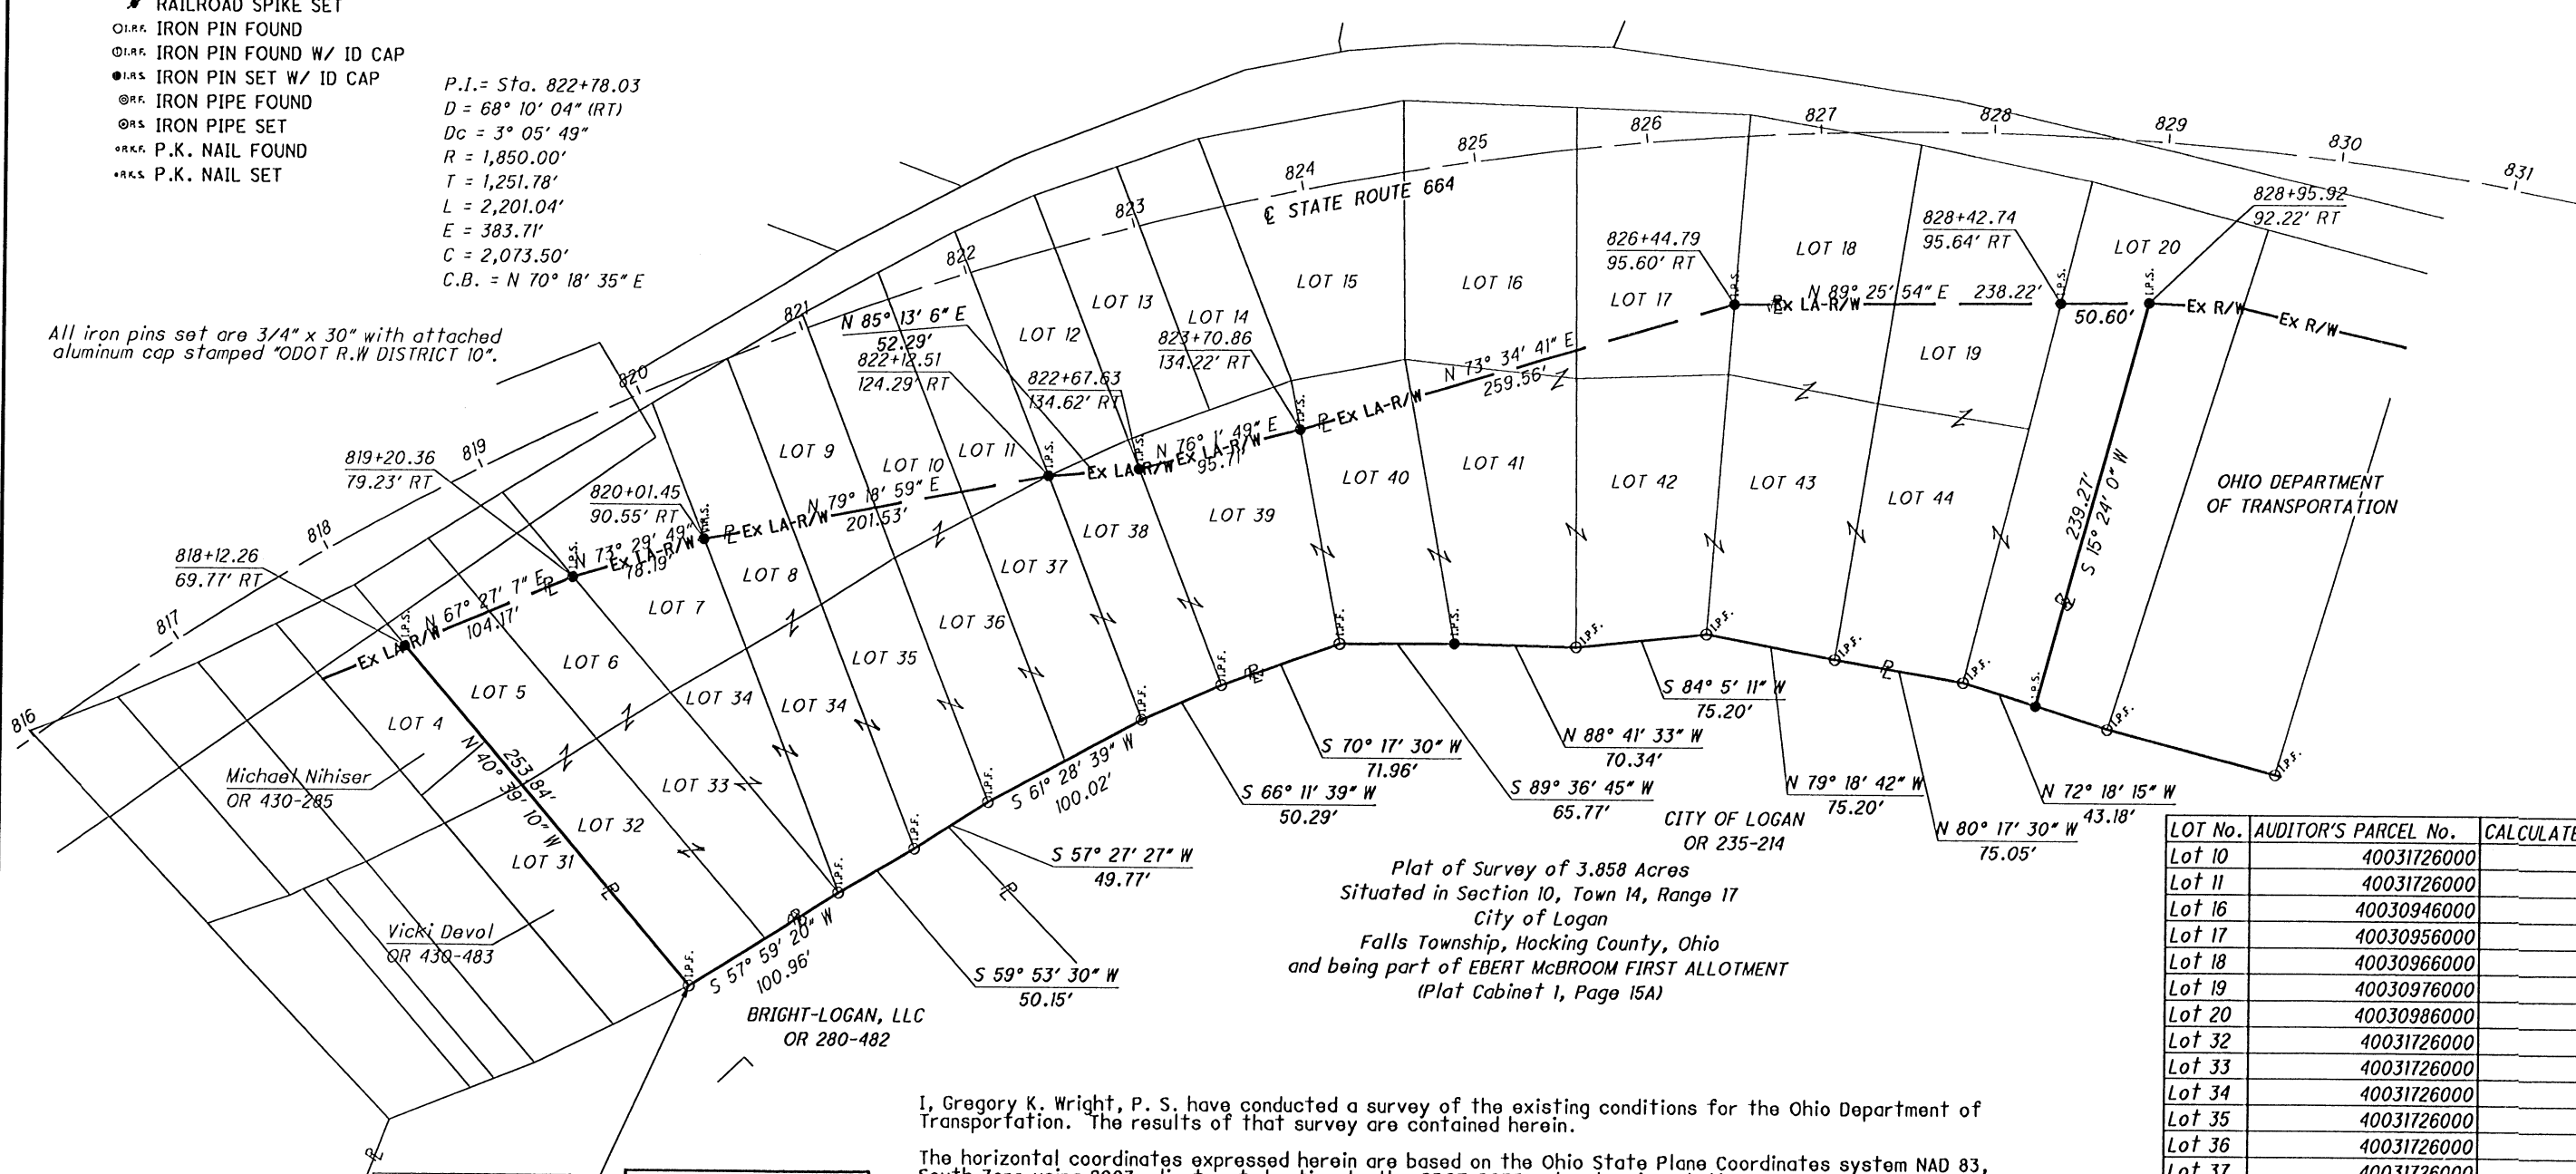 RAILROAD SPIKE SET
I.P.F. IRON PIN FOUND
I.P.F. IRON PIN FOUND W/ ID CAP
I.P.S. IRON PIN SET W/ ID CAP
P.F. IRON PIPE FOUND
P.S. IRON PIPE SET
P.K.F. P.K. NAIL FOUND
P.K.S. P.K. NAIL SET
P.I.= Sta. 822+78.03
D = 68° 10' 04" (RT)
Dc = 3° 05' 49"
R = 1,850.00'
T = 1,251.78'
L = 2,201.04'
E = 383.71'
C = 2,073.50'
C.B. = N 70° 18' 35" E
All iron pins set are 3/4" x 30" with attached
aluminum cap stamped "ODOT R.W DISTRICT 10".
816
817
818
819
820
821
822
823
824
825
826
827
828
829
830
831
℄ STATE ROUTE 664
818+12.26
69.77' RT
819+20.36
79.23' RT
820+01.45
90.55' RT
822+12.51
124.29' RT
822+67.63
134.62' RT
823+70.86
134.22' RT
826+44.79
95.60' RT
828+42.74
95.64' RT
828+95.92
92.22' RT
Ex LA-R/W
N 67° 27' 7" E
104.17'
N 73° 29' 49"
78.19'
Ex LA-R/W
N 79° 18' 59" E
201.53'
Ex LA-R/W
N 85° 13' 6" E
52.29'
Ex LA-R/W
N 76° 1' 49" E
95.71'
Ex LA-R/W
N 73° 34' 41" E
259.56'
Ex LA-R/W
N 89° 25' 54" E 238.22'
Ex LA-R/W
50.60'
Ex R/W
Ex R/W
LOT 4
LOT 5
LOT 6
LOT 7
LOT 8
LOT 9
LOT 10
LOT 11
LOT 12
LOT 13
LOT 14
LOT 15
LOT 16
LOT 17
LOT 18
LOT 19
LOT 20
LOT 31
LOT 32
LOT 33
LOT 34
LOT 34
LOT 35
LOT 36
LOT 37
LOT 38
LOT 39
LOT 40
LOT 41
LOT 42
LOT 43
LOT 44
239.27'
S 15° 24' 0" W
OHIO DEPARTMENT
OF TRANSPORTATION
Michael Nihiser
OR 430-285
253.84'
N 40° 39' 10" W
Vicki Devol
OR 430-483
S 57° 59' 20" W
100.96'
BRIGHT-LOGAN, LLC
OR 280-482
S 59° 53' 30" W
50.15'
S 57° 27' 27" W
49.77'
S 61° 28' 39" W
100.02'
S 66° 11' 39" W
50.29'
S 70° 17' 30" W
71.96'
S 89° 36' 45" W
65.77'
N 88° 41' 33" W
70.34'
S 84° 5' 11" W
75.20'
N 79° 18' 42" W
75.20'
N 80° 17' 30" W
75.05'
N 72° 18' 15" W
43.18'
CITY OF LOGAN
OR 235-214
Plat of Survey of 3.858 Acres
Situated in Section 10, Town 14, Range 17
City of Logan
Falls Township, Hocking County, Ohio
and being part of EBERT McBROOM FIRST ALLOTMENT
(Plat Cabinet 1, Page 15A)
I, Gregory K. Wright, P. S. have conducted a survey of the existing conditions for the Ohio Department of
Transportation. The results of that survey are contained herein.
The horizontal coordinates expressed herein are based on the Ohio State Plane Coordinates system NAD 83,
LOT No. AUDITOR'S PARCEL No. CALCULATE
Lot 10 40031726000
Lot 11 40031726000
Lot 16 40030946000
Lot 17 40030956000
Lot 18 40030966000
Lot 19 40030976000
Lot 20 40030986000
Lot 32 40031726000
Lot 33 40031726000
Lot 34 40031726000
Lot 35 40031726000
Lot 36 40031726000
Lot 37 40031726000